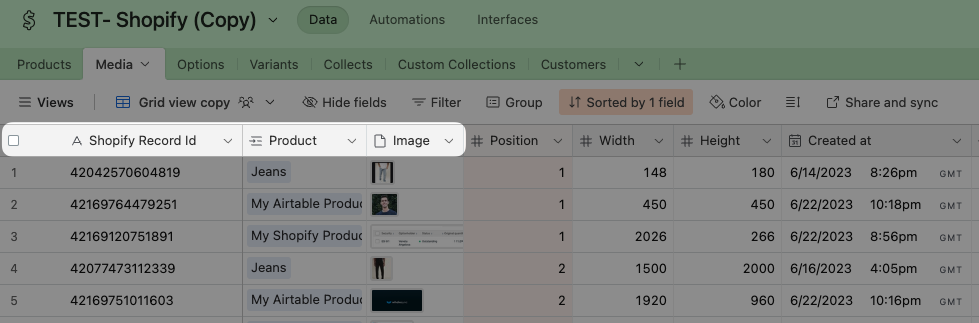 TEST- Shopify (Copy) Data Automations Interfaces
Products Media Options Variants Collects Custom Collections Customers
Views Grid view copy Hide fields Filter Group Sorted by 1 field Color Share and sync
Shopify Record Id Product Image Position Width Height Created at
1 42042570604819 Jeans 1 148 180 6/14/2023 8:26pm GMT
2 42169764479251 My Airtable Produc 1 450 450 6/22/2023 10:18pm GMT
3 42169120751891 My Shopify Produc 1 2026 266 6/22/2023 8:56pm GMT
4 42077473112339 Jeans 2 1500 2000 6/16/2023 4:05pm GMT
5 42169751011603 My Airtable Produc 2 1920 960 6/22/2023 10:16pm GMT